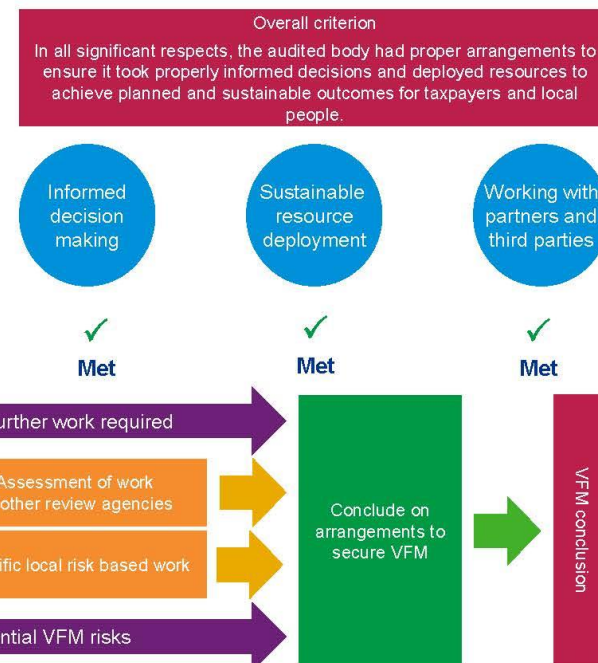 Overall criterion
In all significant respects, the audited body had proper arrangements to
ensure it took properly informed decisions and deployed resources to
achieve planned and sustainable outcomes for taxpayers and local
people.
Informed
decision
making
Sustainable
resource
deployment
Working with
partners and
third parties
Met
Met
Met
urther work required
Assessment of work
other review agencies
ific local risk based work
ntial VFM risks
Conclude on
arrangements to
secure VFM
VFM conclusion